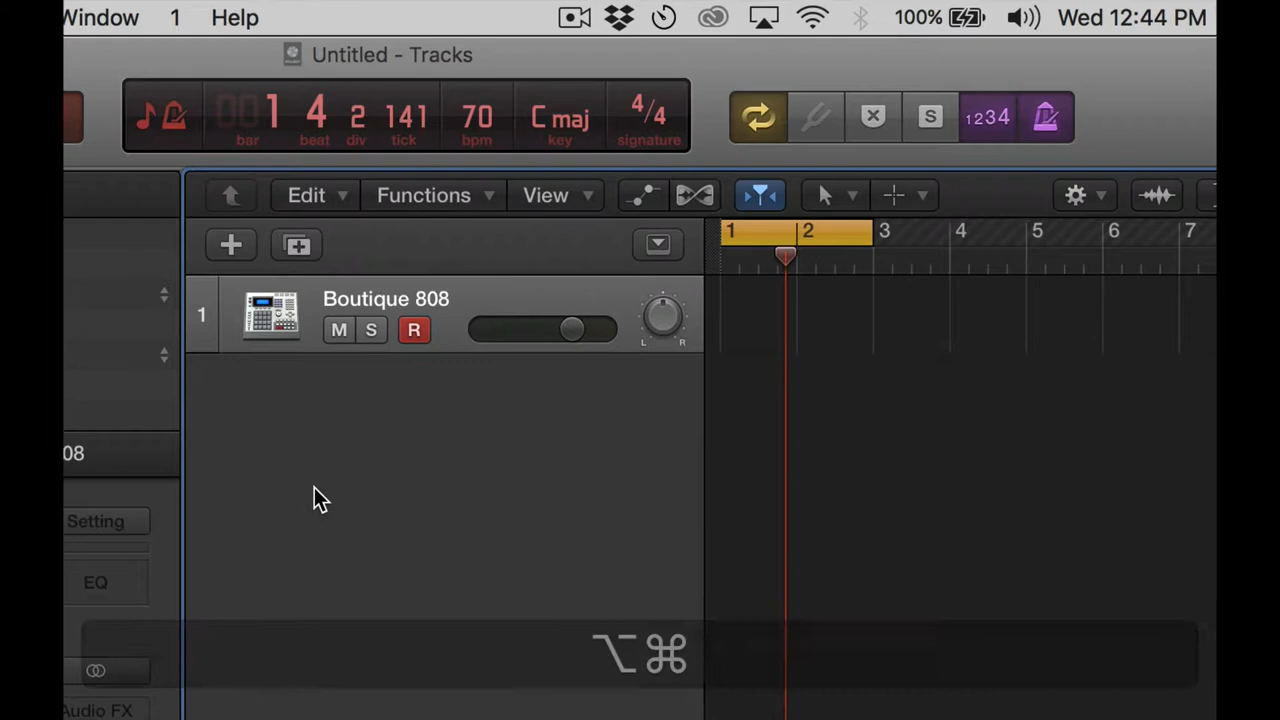 Window 1 Help 100% Wed 12:44 PM
Untitled - Tracks
001 4 2 141 70 C maj 4/4
bar beat div tick bpm key signature
S 1234
Edit Functions View
1 2 3 4 5 6 7
1 Boutique 808
M S R
L R
08
Setting
EQ
⌥⌘
Audio FX